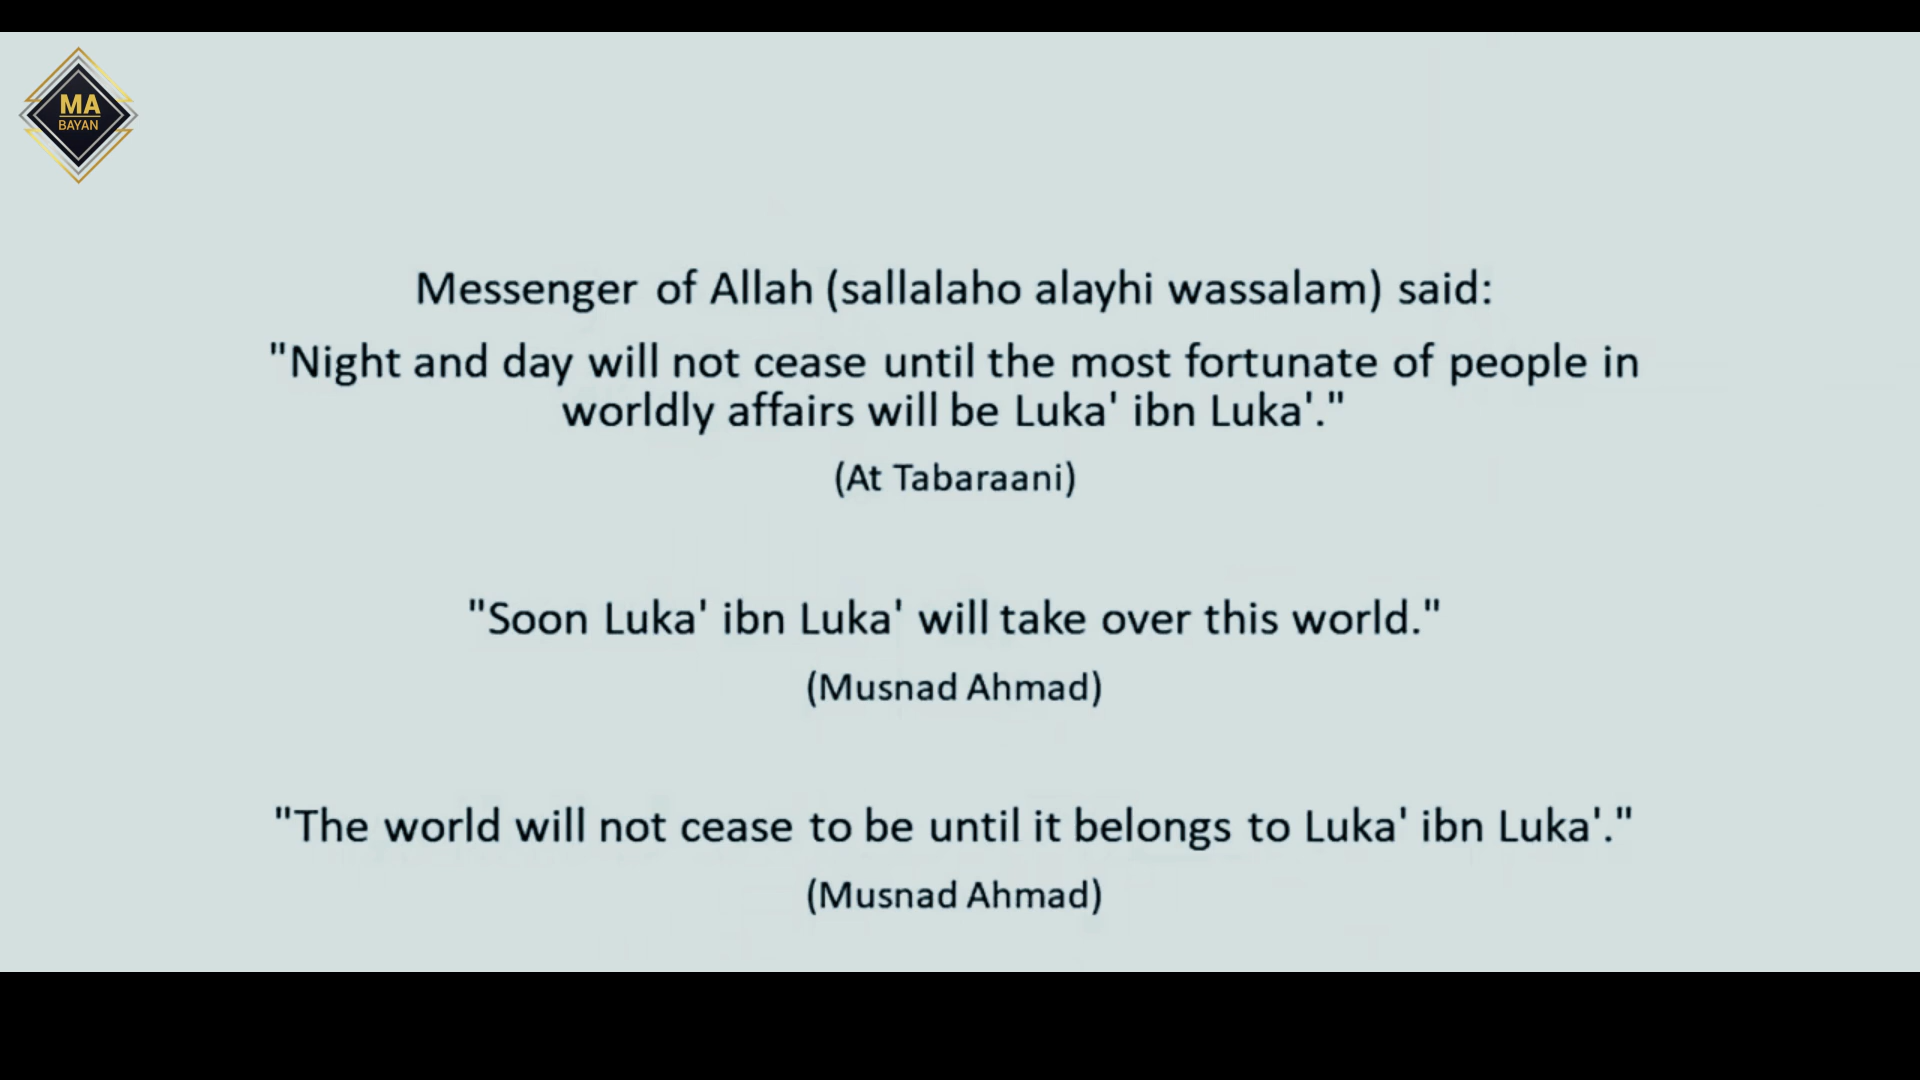 MA
BAYAN
Messenger of Allah (sallalaho alayhi wassalam) said:
"Night and day will not cease until the most fortunate of people in
worldly affairs will be Luka' ibn Luka'."
(At Tabaraani)
"Soon Luka' ibn Luka' will take over this world."
(Musnad Ahmad)
"The world will not cease to be until it belongs to Luka' ibn Luka'."
(Musnad Ahmad)